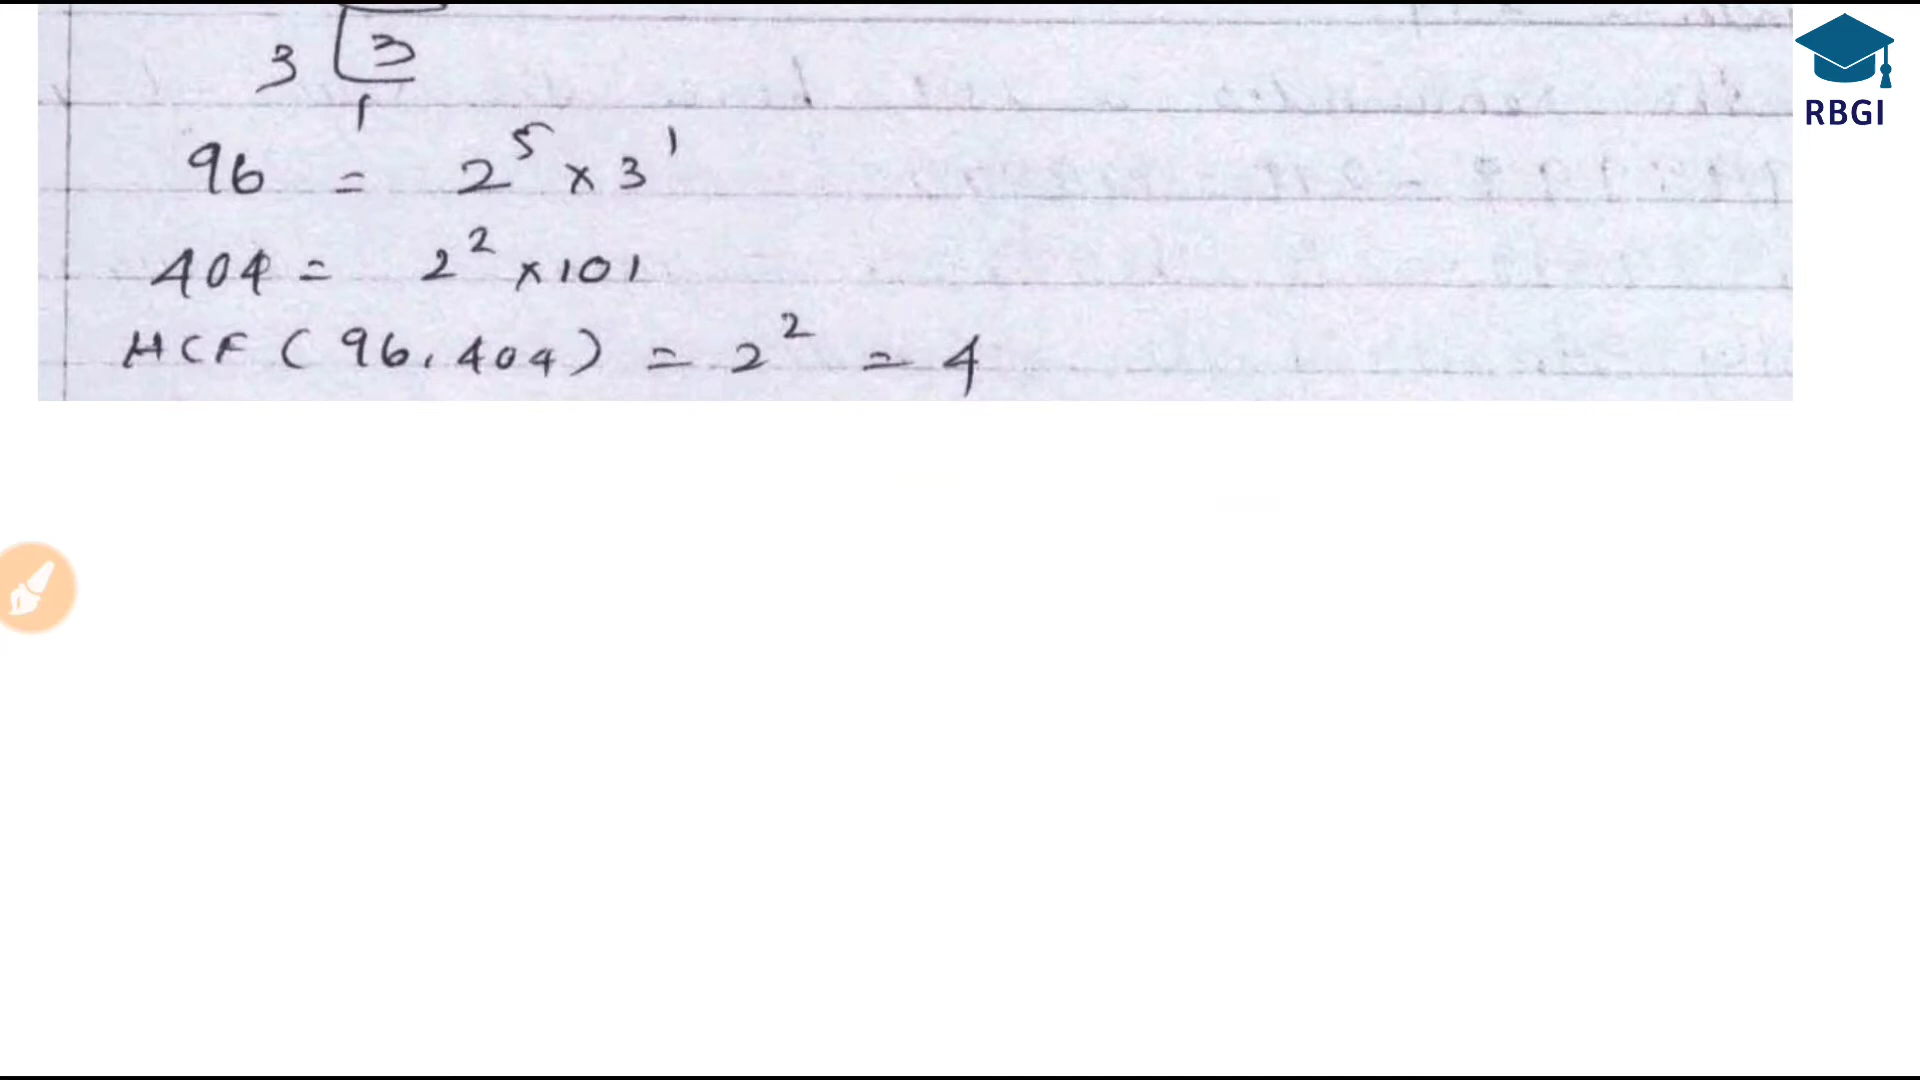 3 3
1
96 = 2⁵ × 3¹
404 = 2² × 101
HCF (96, 404) = 2² = 4
RBGI